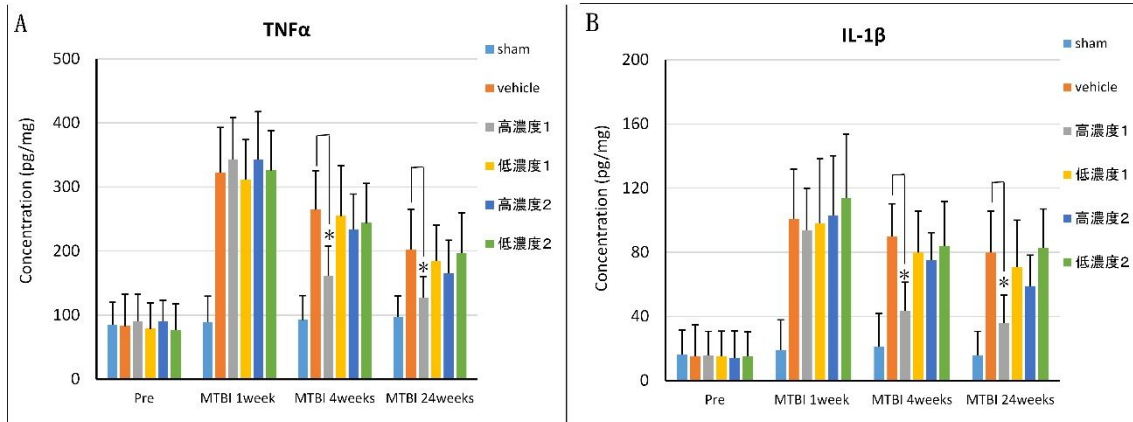 A
TNFα
500
400
300
200
100
0
Concentration (pg/mg)
Pre
MTBI 1week
MTBI 4weeks
MTBI 24weeks
*
*
sham
vehicle
高濃度1
低濃度1
高濃度2
低濃度2
B
IL-1β
200
160
120
80
40
0
Concentration (pg/mg)
Pre
MTBI 1week
MTBI 4weeks
MTBI 24weeks
*
*
sham
vehicle
高濃度1
低濃度1
高濃度2
低濃度2